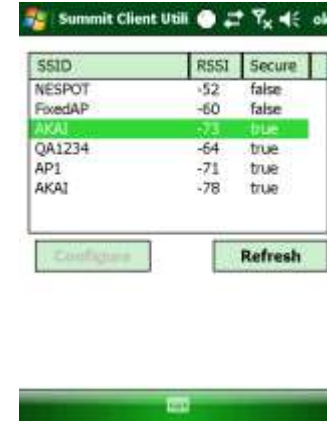 Summit Client Utili ok
SSID RSSI Secure
NESPOT -52 false
FixedAP -60 false
AKAI -73 true
QA1234 -64 true
AP1 -71 true
AKAI -78 true
Configure Refresh